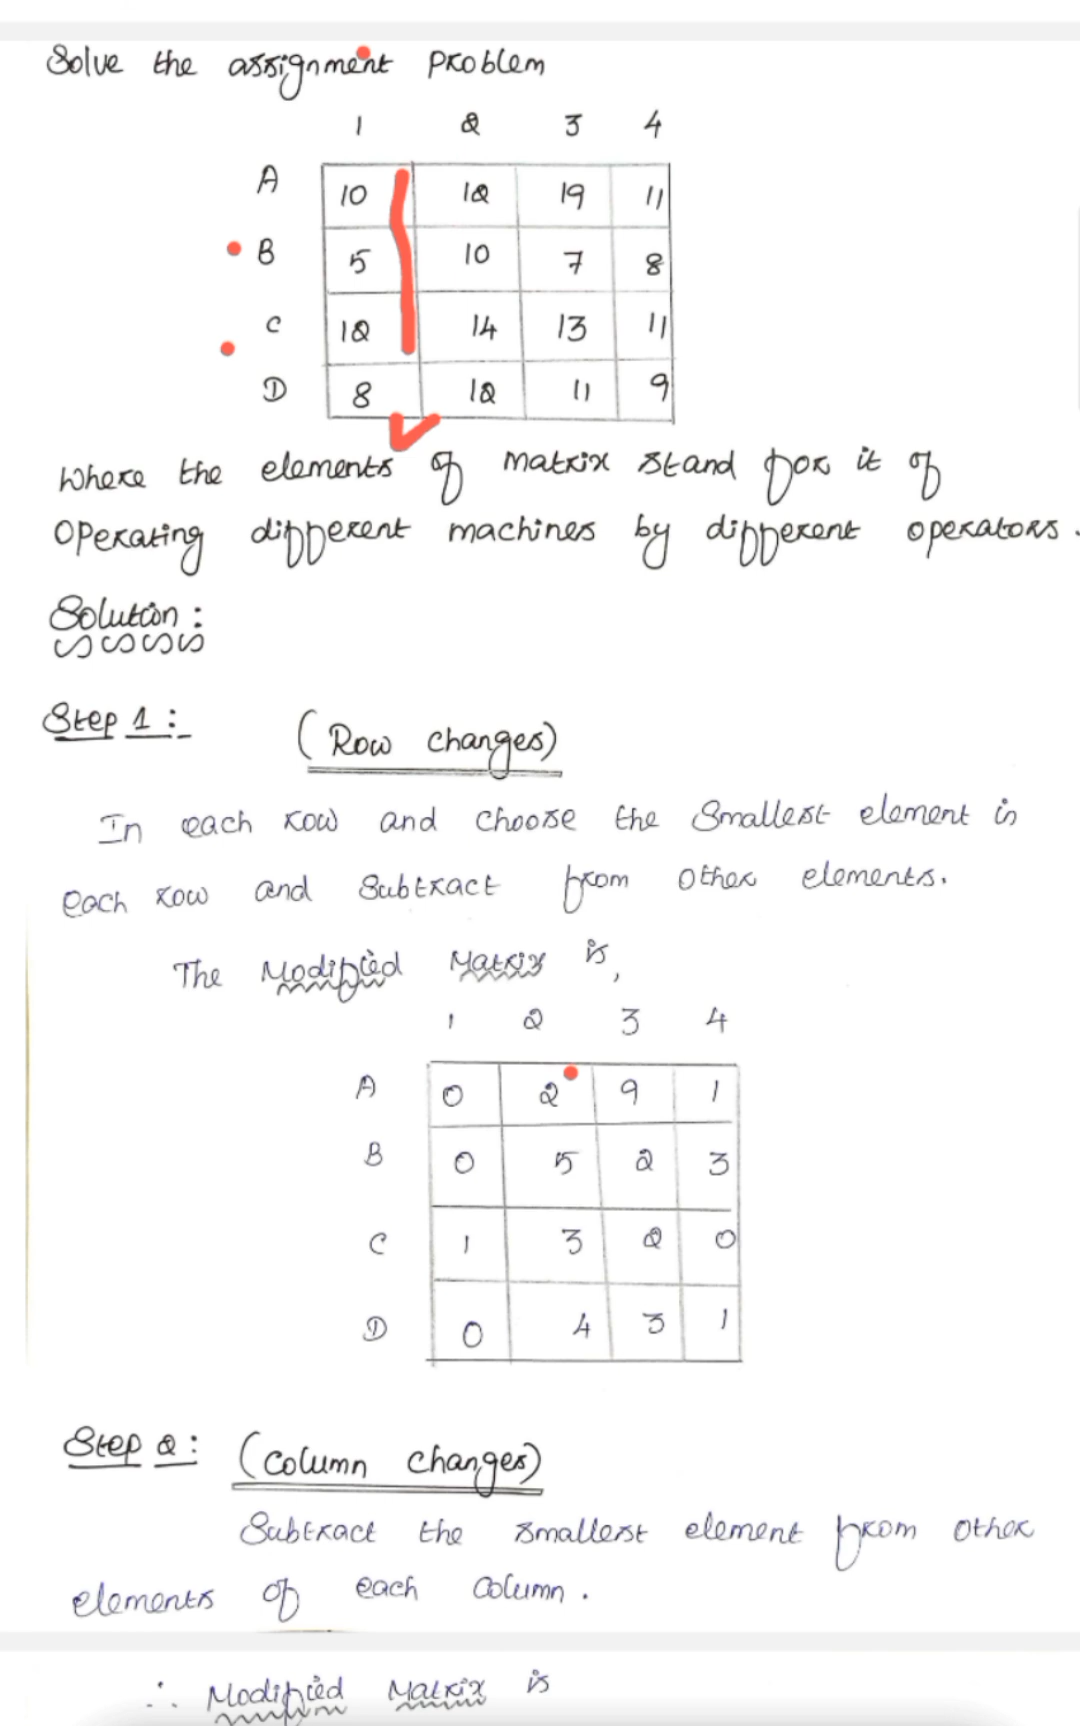 Solve the assignment problem
1 2 3 4
A 10 12 19 11
B 5 10 7 8
C 12 14 13 11
D 8 12 11 9
Where the elements of matrix stand for it of
Operating different machines by different operators.
Solution:
Step 1:
(Row changes)
In each row and choose the smallest element in
each row and subtract from other elements.
The Modified Matrix is,
1 2 3 4
A 0 2 9 1
B 0 5 2 3
C 1 3 2 0
D 0 4 3 1
Step 2: (column changes)
Subtract the smallest element from other
elements of each column.
∴ Modified Matrix is